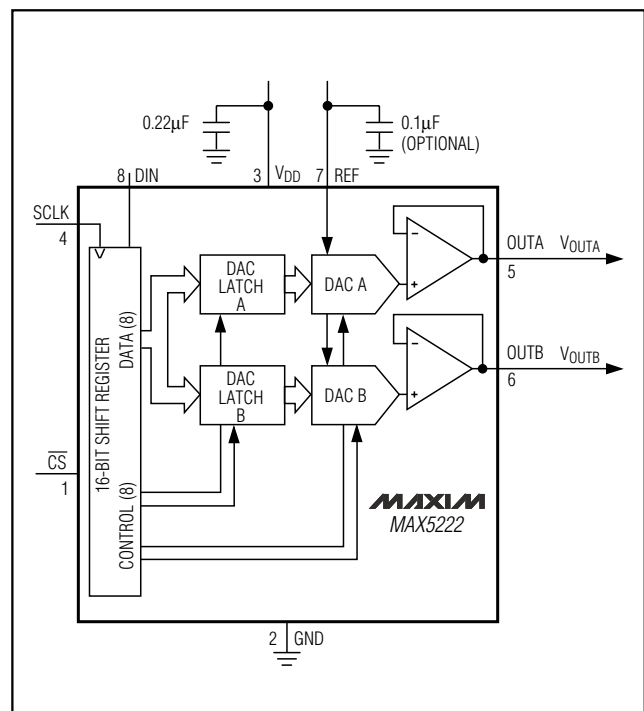 0.22µF
0.1µF
(OPTIONAL)
8 DIN
3 VDD
7 REF
SCLK
4
DAC
LATCH
A
DAC A
-
+
OUTA VOUTA
5
DATA (8)
16-BIT SHIFT REGISTER
DAC
LATCH
B
DAC B
-
+
OUTB VOUTB
6
CS
1
CONTROL (8)
MAXIM
MAX5222
2 GND